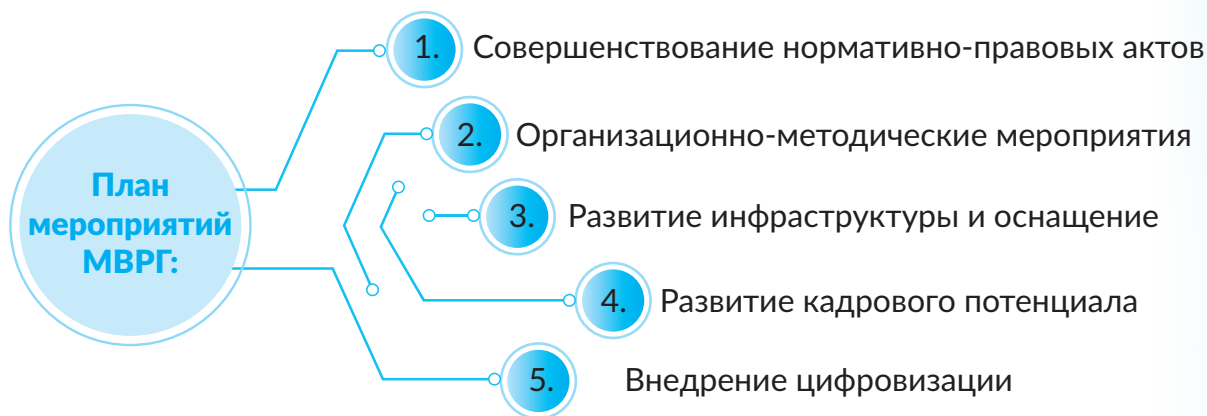 План
мероприятий
МВРГ:
1. Совершенствование нормативно-правовых актов
2. Организационно-методические мероприятия
3. Развитие инфраструктуры и оснащение
4. Развитие кадрового потенциала
5. Внедрение цифровизации